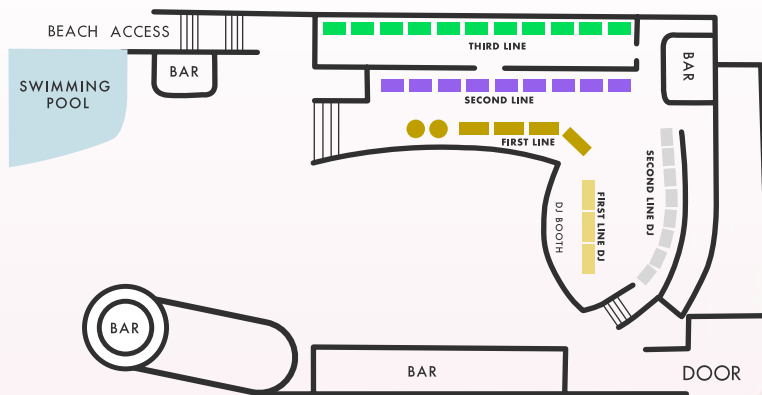 BEACH ACCESS
THIRD LINE
BAR
BAR
SWIMMING
POOL
SECOND LINE
FIRST LINE
SECOND LINE DJ
FIRST LINE DJ
DJ BOOTH
BAR
BAR
DOOR